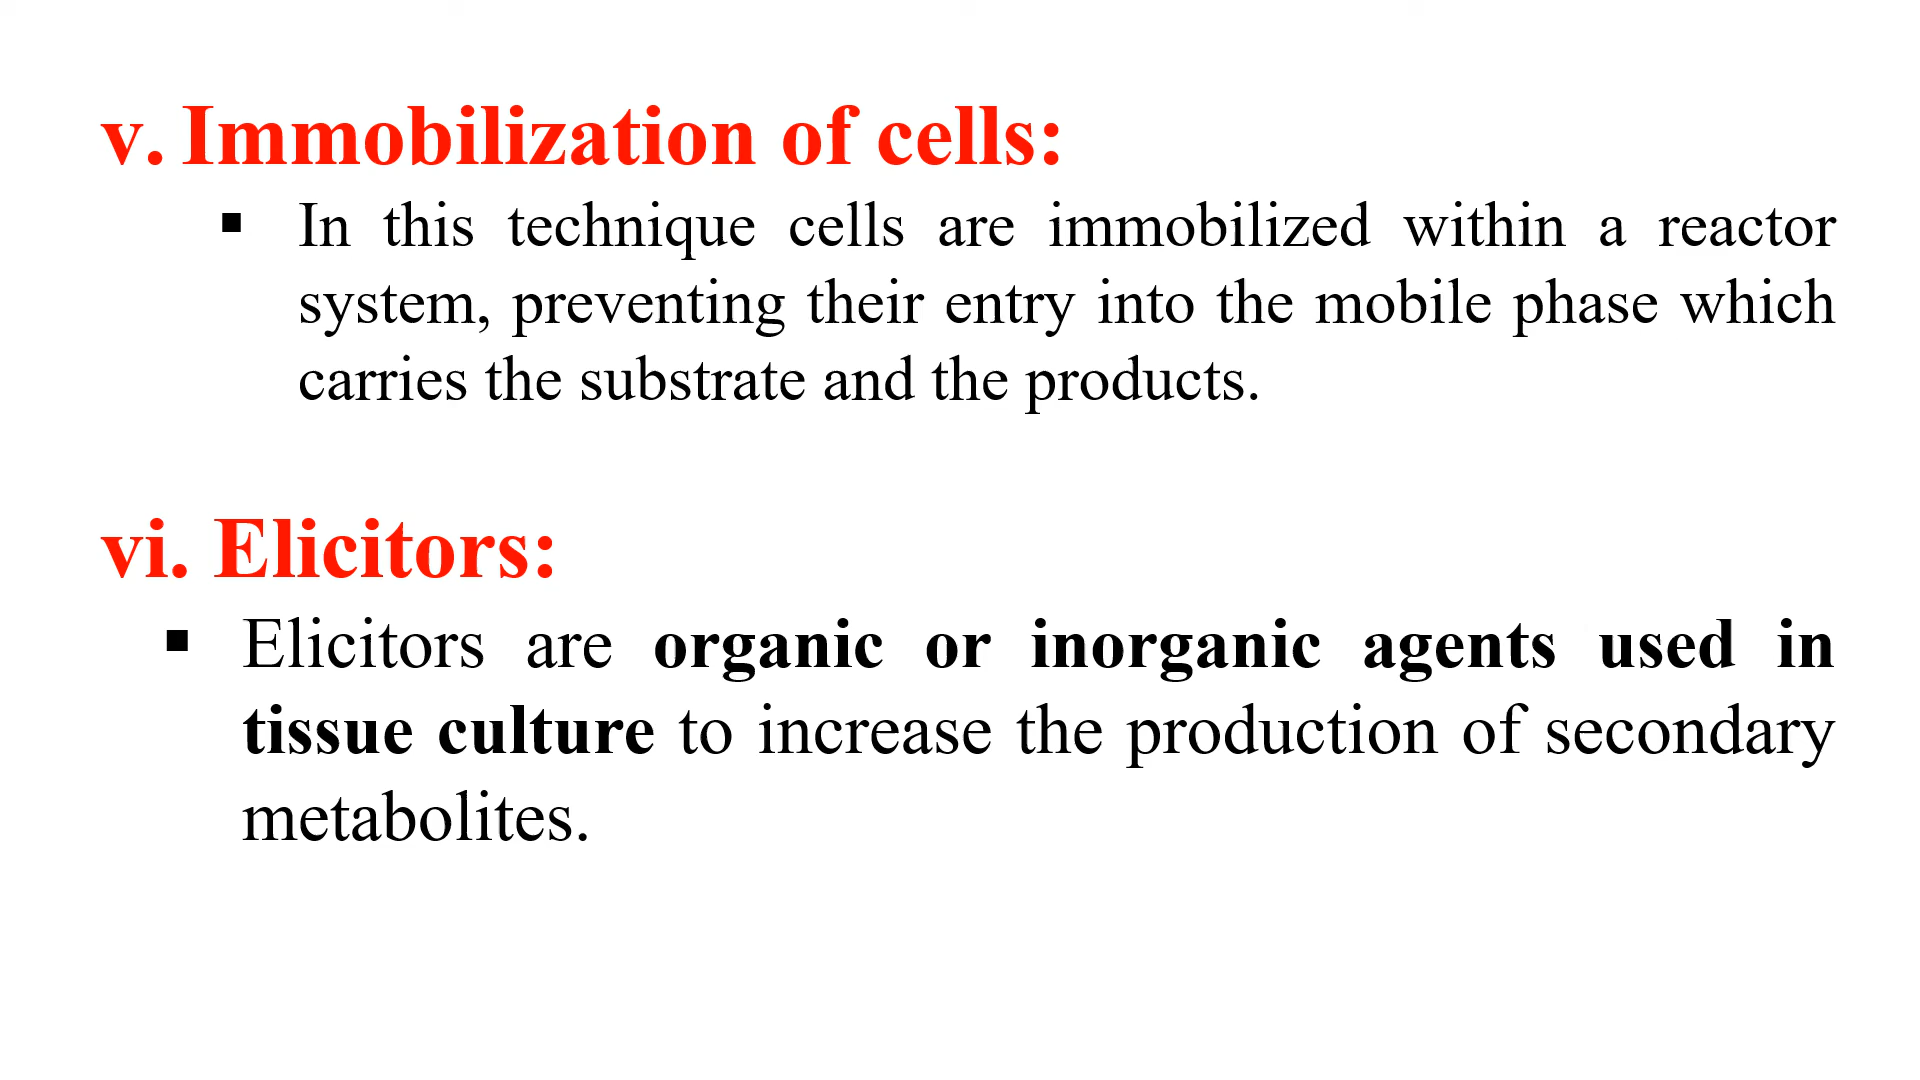 v. Immobilization of cells:
▪ In this technique cells are immobilized within a reactor
system, preventing their entry into the mobile phase which
carries the substrate and the products.
vi. Elicitors:
▪ Elicitors are organic or inorganic agents used in
tissue culture to increase the production of secondary
metabolites.